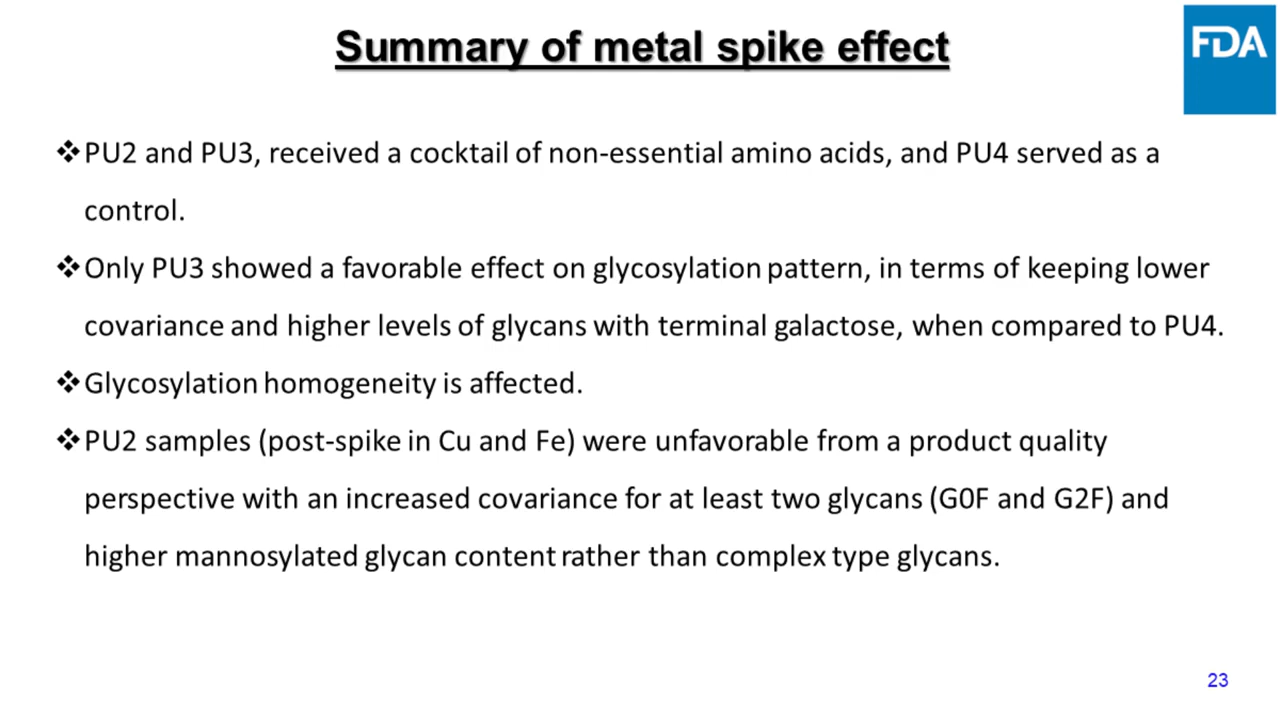 Summary of metal spike effect
FDA
❖PU2 and PU3, received a cocktail of non-essential amino acids, and PU4 served as a
control.
❖Only PU3 showed a favorable effect on glycosylation pattern, in terms of keeping lower
covariance and higher levels of glycans with terminal galactose, when compared to PU4.
❖Glycosylation homogeneity is affected.
❖PU2 samples (post-spike in Cu and Fe) were unfavorable from a product quality
perspective with an increased covariance for at least two glycans (G0F and G2F) and
higher mannosylated glycan content rather than complex type glycans.
23